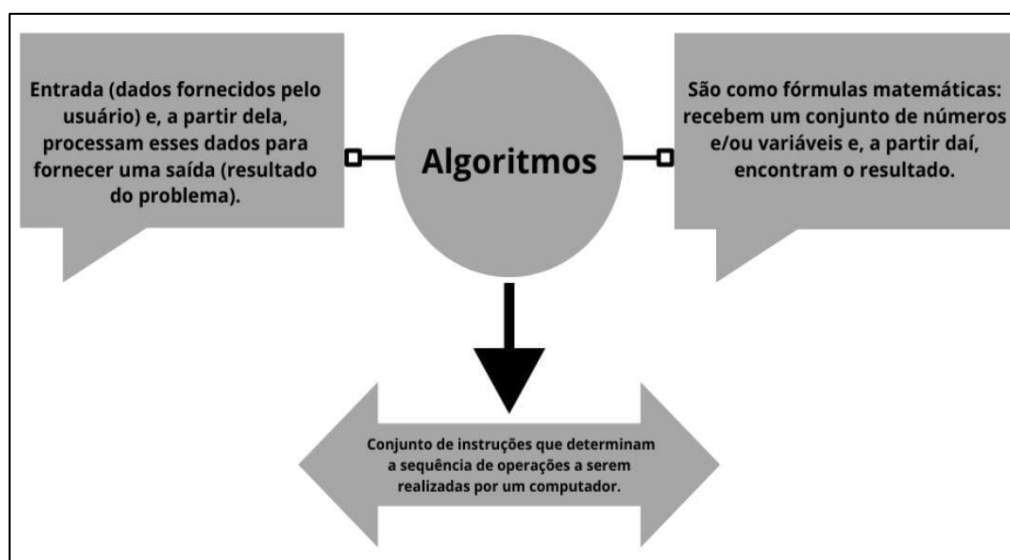 Entrada (dados fornecidos pelo
usuário) e, a partir dela,
processam esses dados para
fornecer uma saída (resultado
do problema).
Algoritmos
São como fórmulas matemáticas:
recebem um conjunto de números
e/ou variáveis e, a partir daí,
encontram o resultado.
Conjunto de instruções que determinam
a sequência de operações a serem
realizadas por um computador.